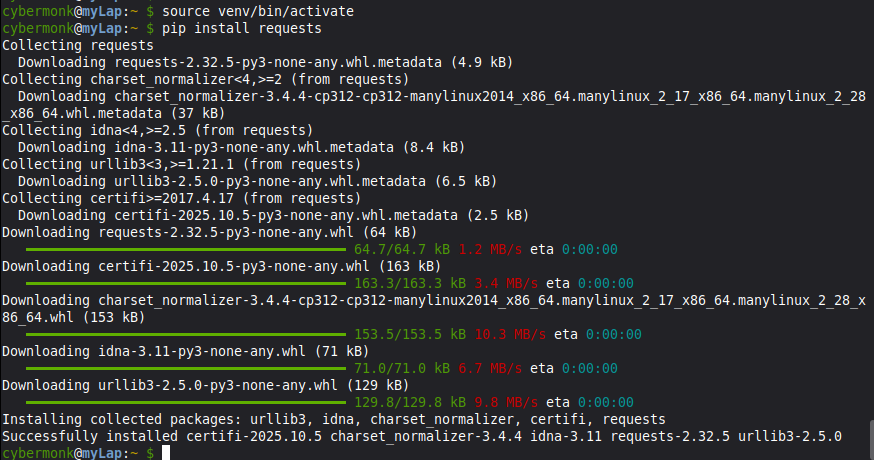 cybermonk@myLap:~ $ source venv/bin/activate
cybermonk@myLap:~ $ pip install requests
Collecting requests
  Downloading requests-2.32.5-py3-none-any.whl.metadata (4.9 kB)
Collecting charset_normalizer<4,>=2 (from requests)
  Downloading charset_normalizer-3.4.4-cp312-cp312-manylinux2014_x86_64.manylinux_2_17_x86_64.manylinux_2_28
_x86_64.whl.metadata (37 kB)
Collecting idna<4,>=2.5 (from requests)
  Downloading idna-3.11-py3-none-any.whl.metadata (8.4 kB)
Collecting urllib3<3,>=1.21.1 (from requests)
  Downloading urllib3-2.5.0-py3-none-any.whl.metadata (6.5 kB)
Collecting certifi>=2017.4.17 (from requests)
  Downloading certifi-2025.10.5-py3-none-any.whl.metadata (2.5 kB)
Downloading requests-2.32.5-py3-none-any.whl (64 kB)
64.7/64.7 kB 1.2 MB/s eta 0:00:00
Downloading certifi-2025.10.5-py3-none-any.whl (163 kB)
163.3/163.3 kB 3.4 MB/s eta 0:00:00
Downloading charset_normalizer-3.4.4-cp312-cp312-manylinux2014_x86_64.manylinux_2_17_x86_64.manylinux_2_28_x
86_64.whl (153 kB)
153.5/153.5 kB 10.3 MB/s eta 0:00:00
Downloading idna-3.11-py3-none-any.whl (71 kB)
71.0/71.0 kB 6.7 MB/s eta 0:00:00
Downloading urllib3-2.5.0-py3-none-any.whl (129 kB)
129.8/129.8 kB 9.8 MB/s eta 0:00:00
Installing collected packages: urllib3, idna, charset_normalizer, certifi, requests
Successfully installed certifi-2025.10.5 charset_normalizer-3.4.4 idna-3.11 requests-2.32.5 urllib3-2.5.0
cybermonk@myLap:~ $